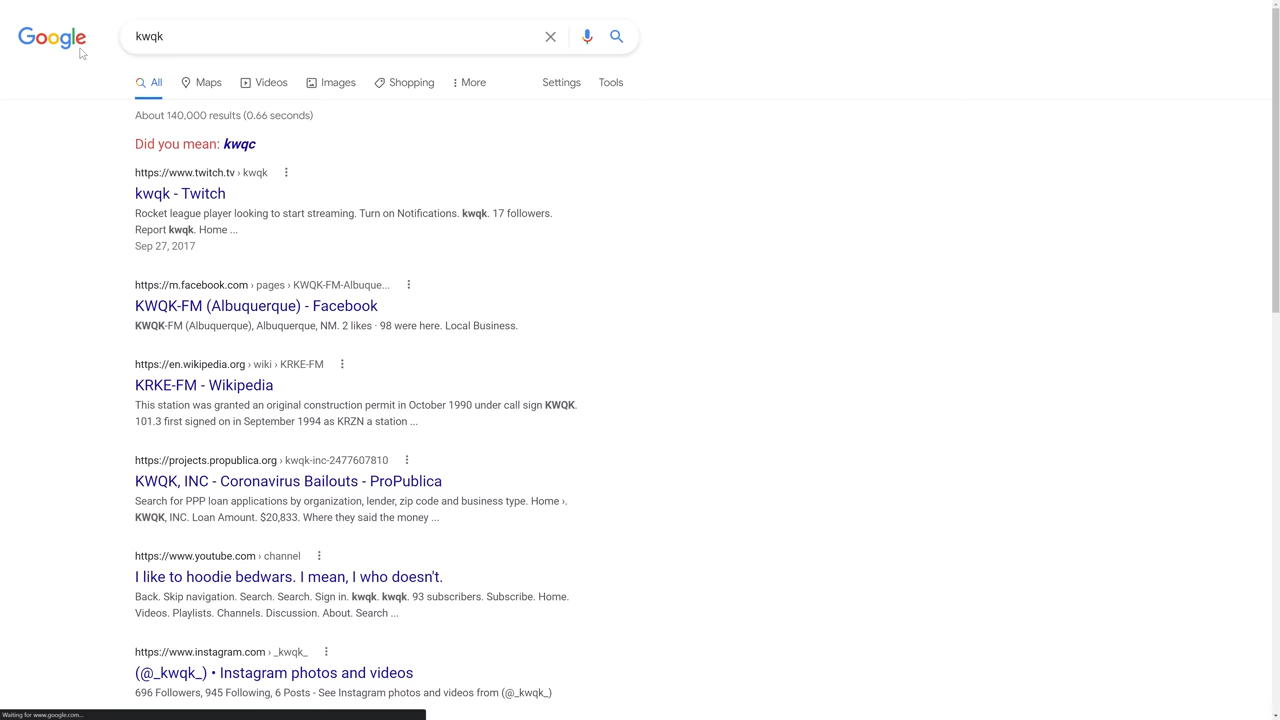 Google
kwqk
All Maps Videos Images Shopping More Settings Tools
About 140,000 results (0.66 seconds)
Did you mean: kwqc
https://www.twitch.tv › kwqk
kwqk - Twitch
Rocket league player looking to start streaming. Turn on Notifications. kwqk. 17 followers.
Report kwqk. Home ...
Sep 27, 2017
https://m.facebook.com › pages › KWQK-FM-Albuque...
KWQK-FM (Albuquerque) - Facebook
KWQK-FM (Albuquerque), Albuquerque, NM. 2 likes · 98 were here. Local Business.
https://en.wikipedia.org › wiki › KRKE-FM
KRKE-FM - Wikipedia
This station was granted an original construction permit in October 1990 under call sign KWQK.
101.3 first signed on in September 1994 as KRZN a station ...
https://projects.propublica.org › kwqk-inc-2477607810
KWQK, INC - Coronavirus Bailouts - ProPublica
Search for PPP loan applications by organization, lender, zip code and business type. Home ›.
KWQK, INC. Loan Amount. $20,833. Where they said the money ...
https://www.youtube.com › channel
I like to hoodie bedwars. I mean, I who doesn't.
Back. Skip navigation. Search. Search. Sign in. kwqk. kwqk. 93 subscribers. Subscribe. Home.
Videos. Playlists. Channels. Discussion. About. Search ...
https://www.instagram.com › _kwqk_
(@_kwqk_) • Instagram photos and videos
696 Followers, 945 Following, 6 Posts - See Instagram photos and videos from (@_kwqk_)
Waiting for www.google.com...